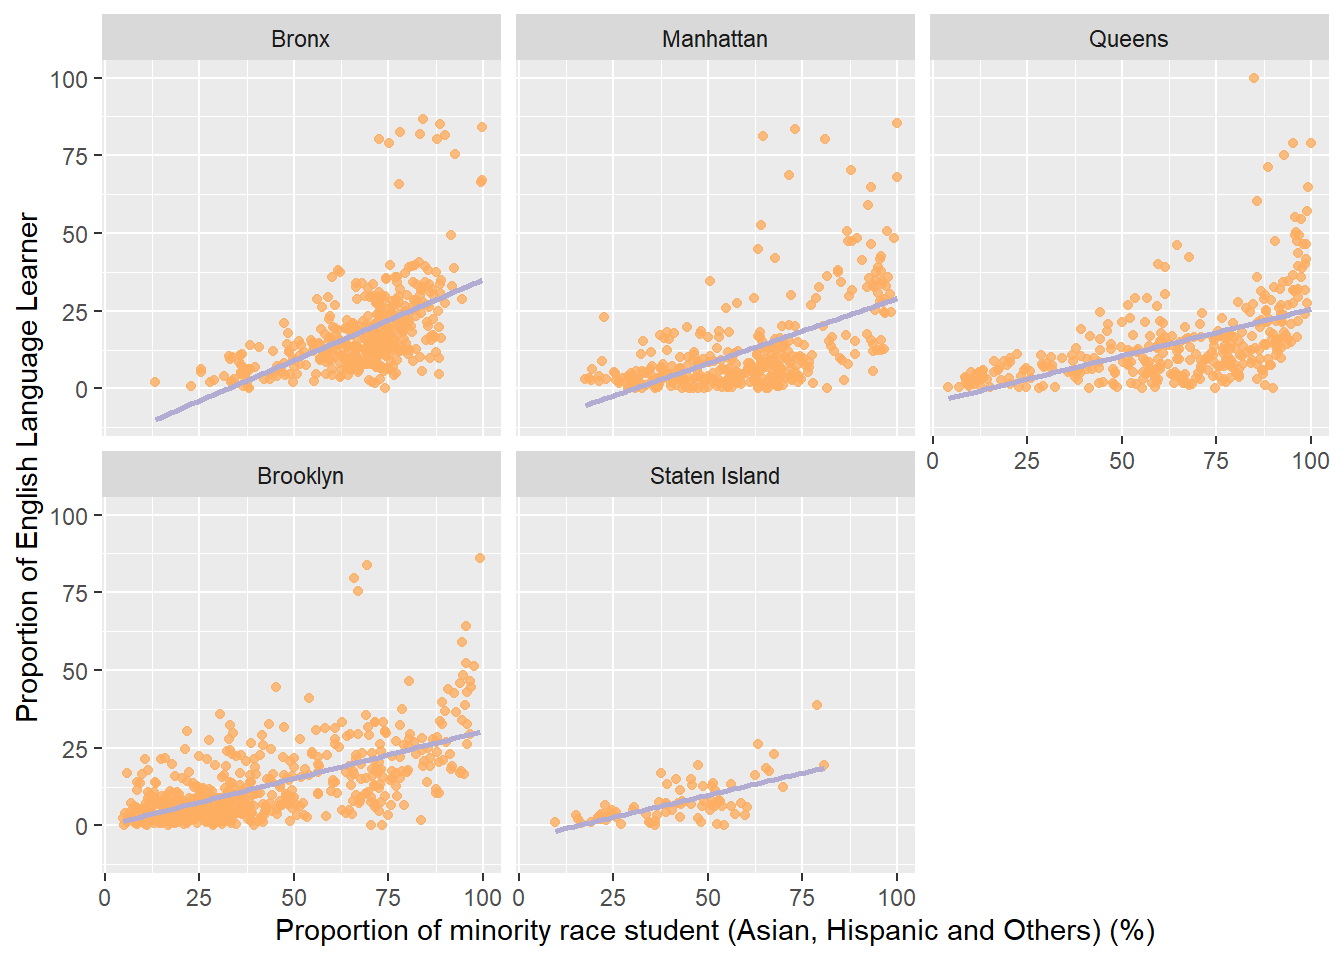 Bronx
Manhattan
Queens
100
75
50
25
0
0 25 50 75 100
Brooklyn
Staten Island
100
75
50
25
0
0 25 50 75 100
0 25 50 75 100
Proportion of English Language Learner
Proportion of minority race student (Asian, Hispanic and Others) (%)